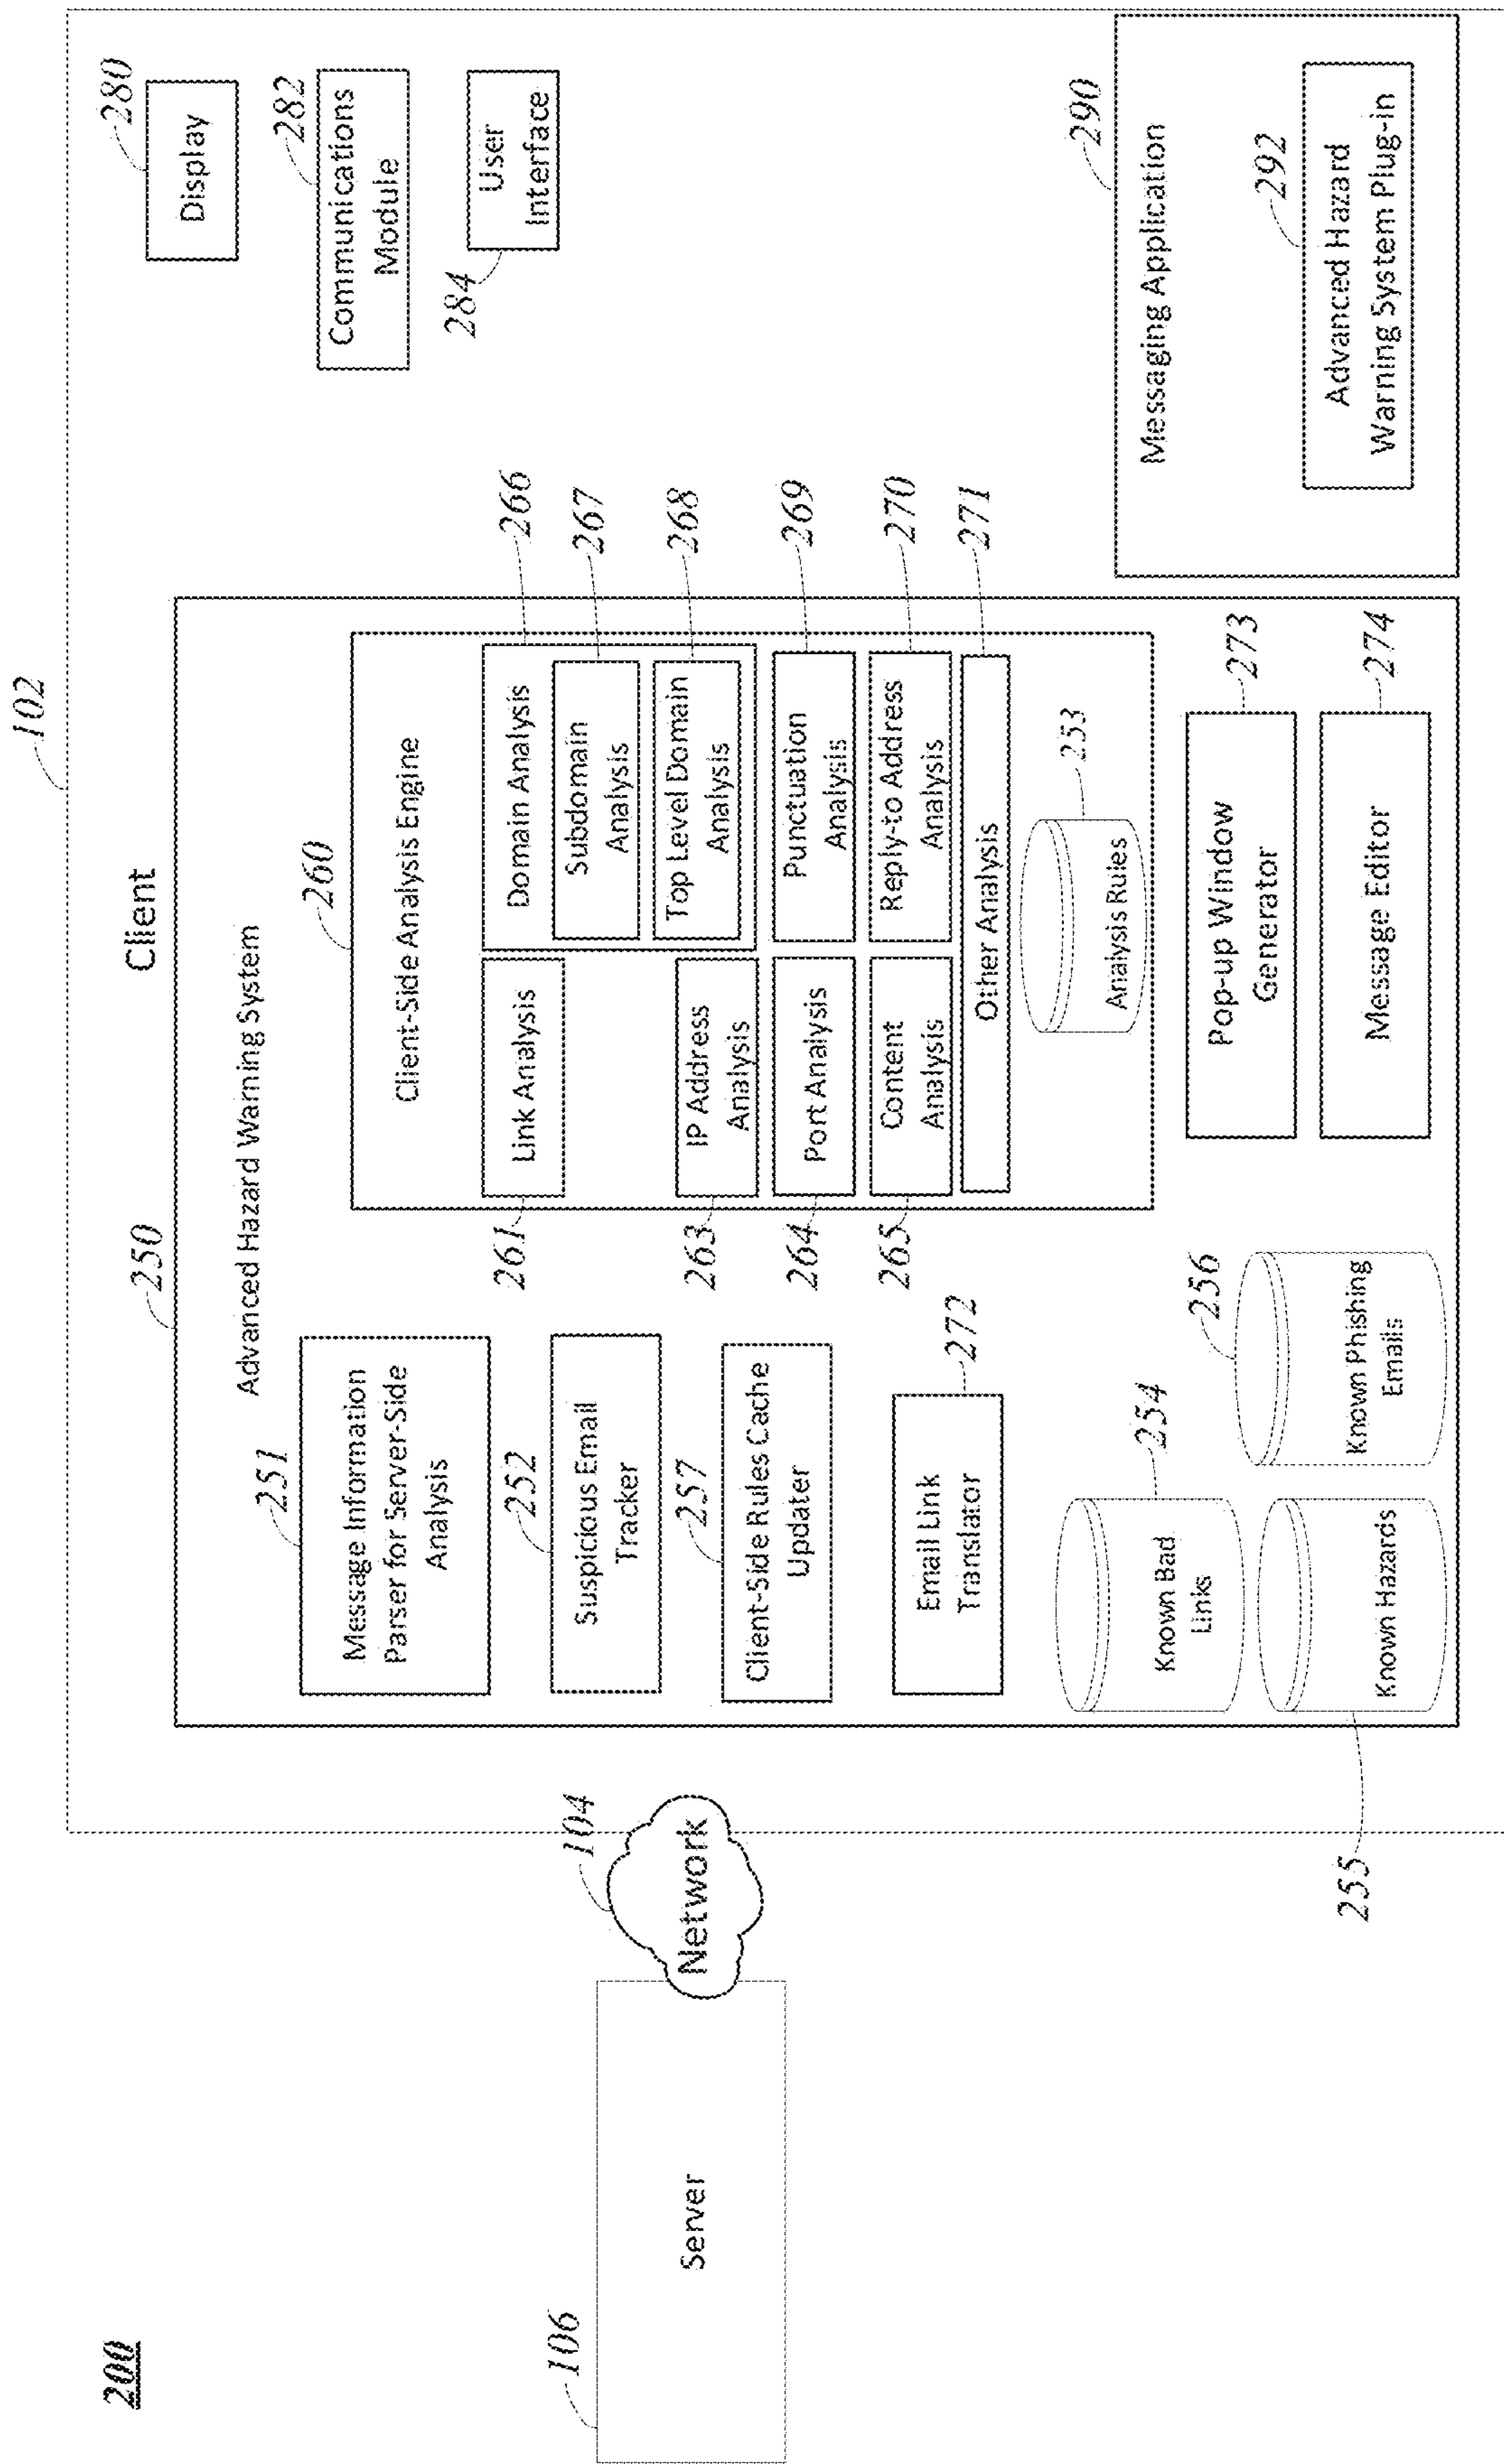 200
102
Client
106
Server
104
Network
250
Advanced Hazard Warning System
251
Message Information
Parser for Server-Side
Analysis
252
Suspicious Email
Tracker
257
Client-Side Rules Cache
Updater
272
Email Link
Translator
254
Known Bad
Links
255
Known Hazards
256
Known Phishing
Emails
260
Client-Side Analysis Engine
261
Link Analysis
263
IP Address
Analysis
264
Port Analysis
265
Content
Analysis
266
Domain Analysis
267
Subdomain
Analysis
268
Top Level Domain
Analysis
269
Punctuation
Analysis
270
Reply-to Address
Analysis
271
Other Analysis
253
Analysis Rules
273
Pop-up Window
Generator
274
Message Editor
280
Display
282
Communications
Module
284
User
Interface
290
Messaging Application
292
Advanced Hazard
Warning System Plug-in